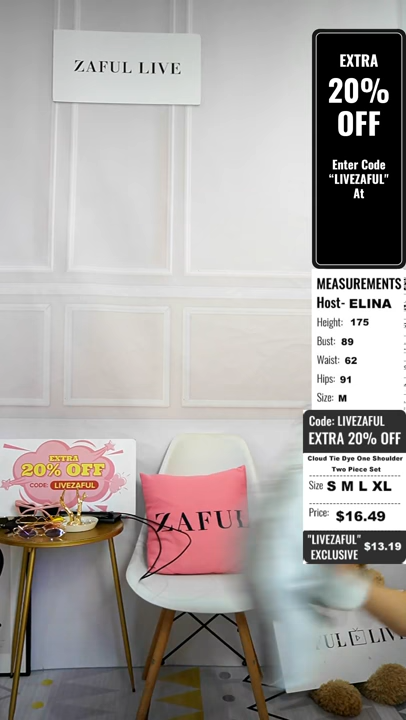 ZAFUL LIVE
EXTRA
20%
OFF
Enter Code
"LIVEZAFUL"
At
MEASUREMENTS
Host- ELINA
Height: 175
Bust: 89
Waist: 62
Hips: 91
Size: M
Code: LIVEZAFUL
EXTRA 20% OFF
Cloud Tie Dye One Shoulder
Two Piece Set
Size S M L XL
Price: $16.49
"LIVEZAFUL"
EXCLUSIVE $13.19
EXTRA
20% OFF
CODE: LIVEZAFUL
ZAFUL
UL LIV